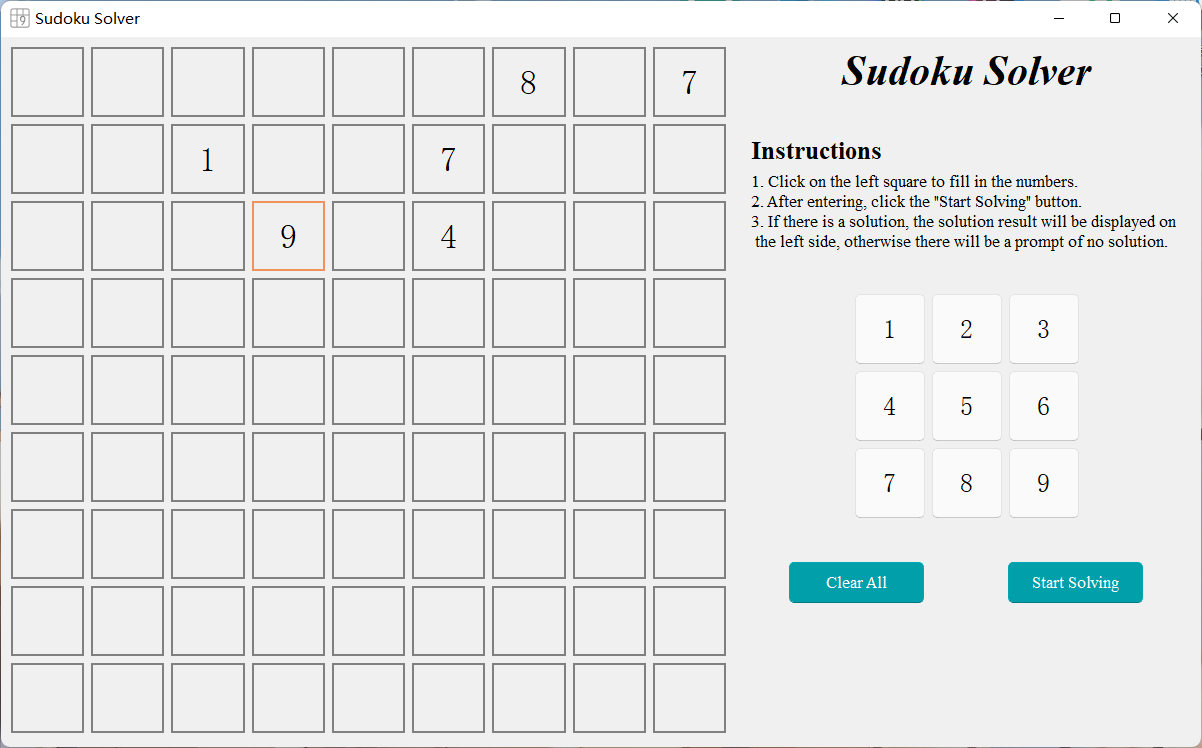 Sudoku Solver
8 7
1 7
9 4
Sudoku Solver
Instructions
1. Click on the left square to fill in the numbers.
2. After entering, click the "Start Solving" button.
3. If there is a solution, the solution result will be displayed on
the left side, otherwise there will be a prompt of no solution.
1 2 3
4 5 6
7 8 9
Clear All Start Solving